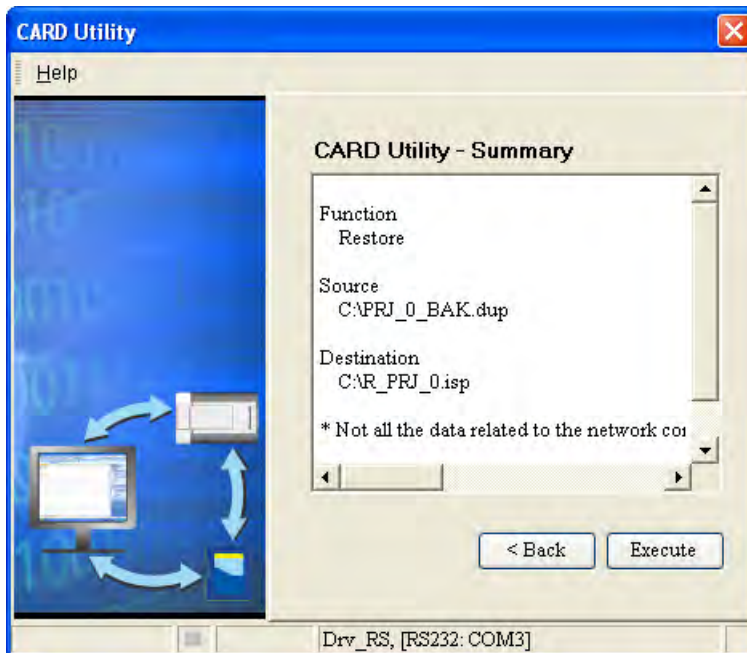 CARD Utility
Help
CARD Utility - Summary
Function
Restore
Source
C:\PRJ_0_BAK.dup
Destination
C:\R_PRJ_0.isp
* Not all the data related to the network
< Back
Execute
Drv_RS, [RS232: COM3]